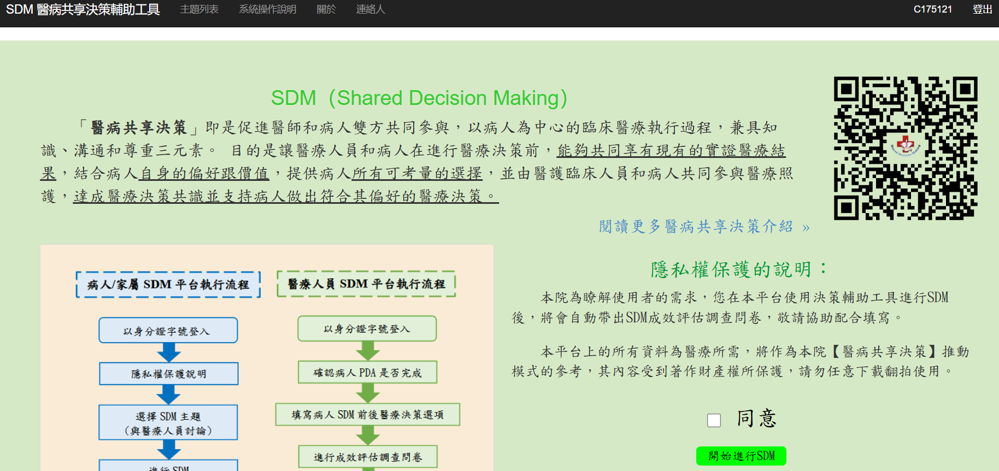 SDM 醫病共享決策輔助工具 主題列表 系統操作說明 關於 連絡人 C175121 登出
SDM（Shared Decision Making）
「醫病共享決策」即是促進醫師和病人雙方共同參與，以病人為中心的臨床醫療執行過程，兼具知
識、溝通和尊重三元素。 目的是讓醫療人員和病人在進行醫療決策前，能夠共同享有現有的實證醫療結
果，結合病人自身的偏好跟價值，提供病人所有可考量的選擇，並由醫護臨床人員和病人共同參與醫療照
護，達成醫療決策共識並支持病人做出符合其偏好的醫療決策。
Shared Decision Making
閱讀更多醫病共享決策介紹 »
病人/家屬 SDM 平台執行流程
以身分證字號登入
隱私權保護說明
選擇 SDM 主題
（與醫療人員討論）
進行 SDM
醫療人員 SDM 平台執行流程
以身分證字號登入
確認病人 PDA 是否完成
填寫病人 SDM 前後醫療決策選項
進行成效評估調查問卷
隱私權保護的說明：
本院為瞭解使用者的需求，您在本平台使用決策輔助工具進行SDM
後，將會自動帶出SDM成效評估調查問卷，敬請協助配合填寫。
本平台上的所有資料為醫療所需，將作為本院【醫病共享決策】推動
模式的參考，其內容受到著作財產權所保護，請勿任意下載翻拍使用。
同意
開始進行SDM